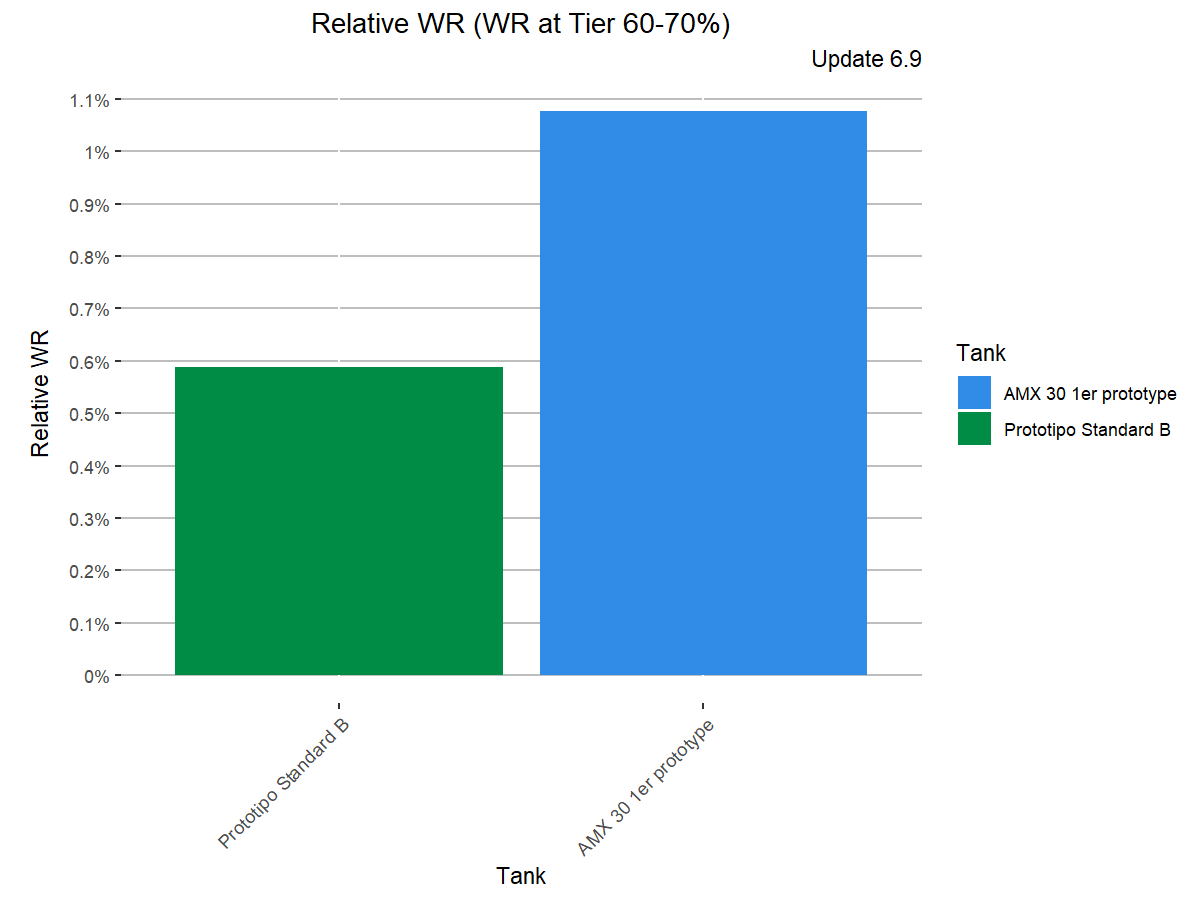 Relative WR (WR at Tier 60-70%)
Update 6.9
Relative WR
1.1%
1%
0.9%
0.8%
0.7%
0.6%
0.5%
0.4%
0.3%
0.2%
0.1%
0%
Prototipo Standard B
AMX 30 1er prototype
Tank
Tank
AMX 30 1er prototype
Prototipo Standard B